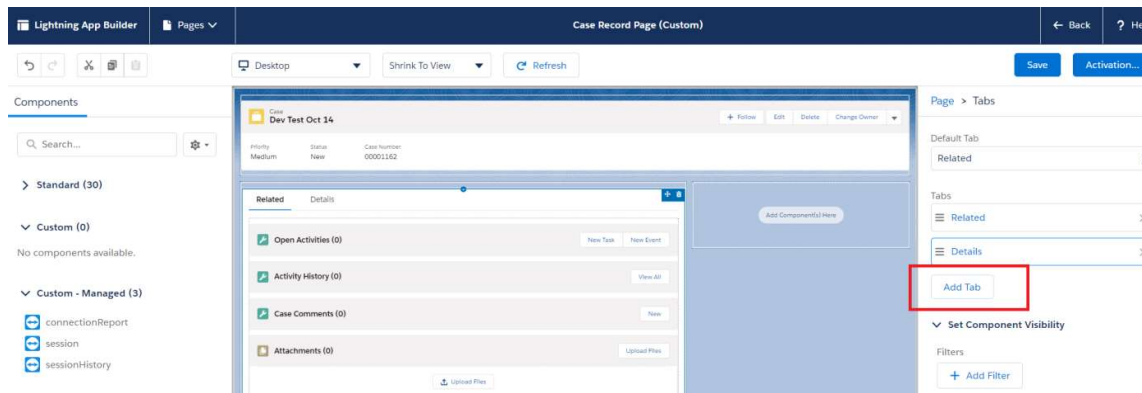 Lightning App Builder
Pages
Case Record Page (Custom)
Back
? He
Desktop
Shrink To View
Refresh
Save
Activation...
Components
Search...
Standard (30)
Custom (0)
No components available.
Custom - Managed (3)
connectionReport
session
sessionHistory
Case
Dev Test Oct 14
+ Follow
Edit
Delete
Change Owner
Priority
Status
Case Number
Medium
New
00001162
Related
Details
Open Activities (0)
New Task
New Event
Activity History (0)
View All
Case Comments (0)
New
Attachments (0)
Upload Files
Upload Files
Add Component(s) Here
Page > Tabs
Default Tab
Related
Tabs
Related
Details
Add Tab
Set Component Visibility
Filters
+ Add Filter